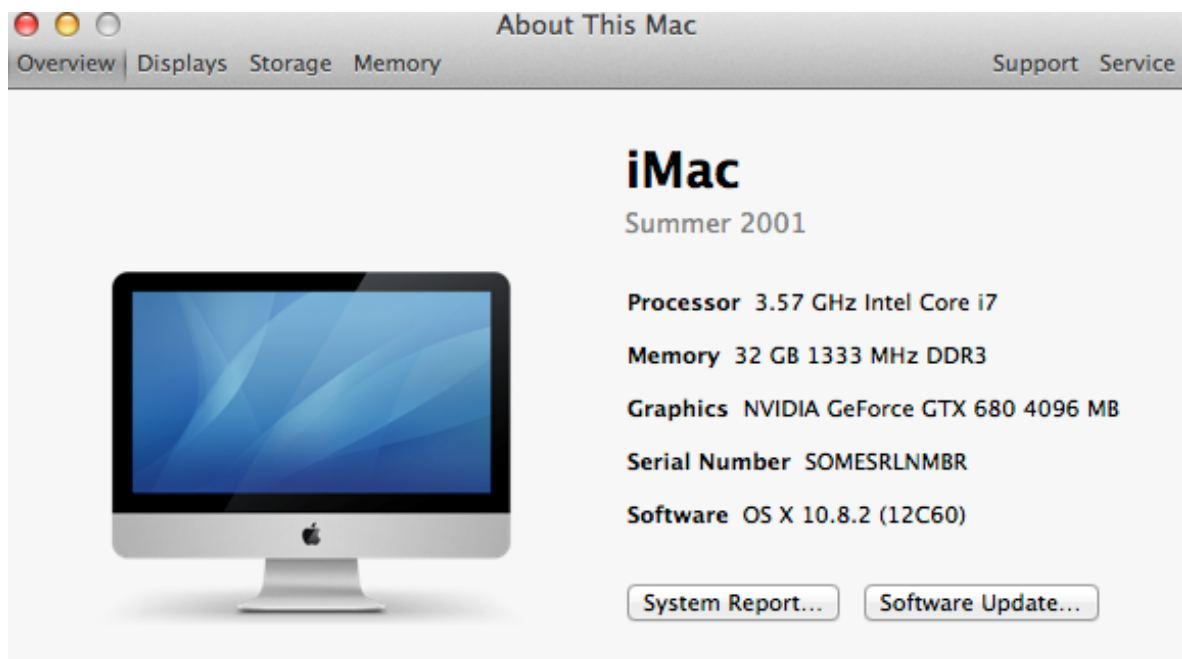 About This Mac
Overview Displays Storage Memory Support Service
iMac
Summer 2001
Processor 3.57 GHz Intel Core i7
Memory 32 GB 1333 MHz DDR3
Graphics NVIDIA GeForce GTX 680 4096 MB
Serial Number SOMESRLNMBR
Software OS X 10.8.2 (12C60)
System Report... Software Update...